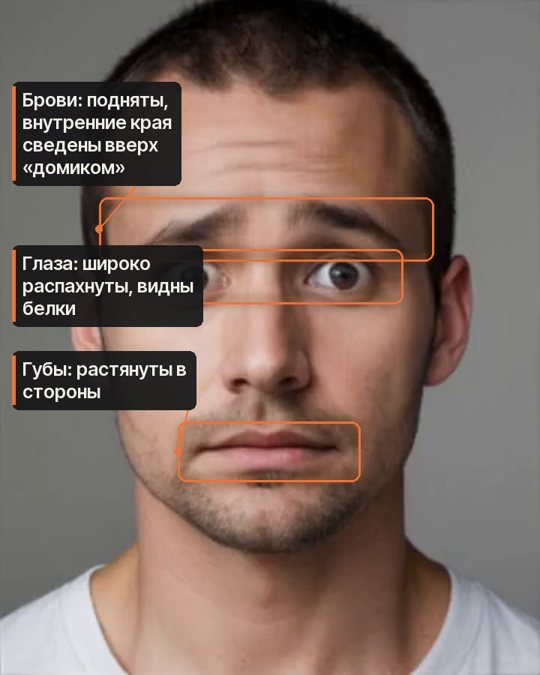 Брови: подняты,
внутренние края
сведены вверх
«домиком»
Глаза: широко
распахнуты, видны
белки
Губы: растянуты в
стороны